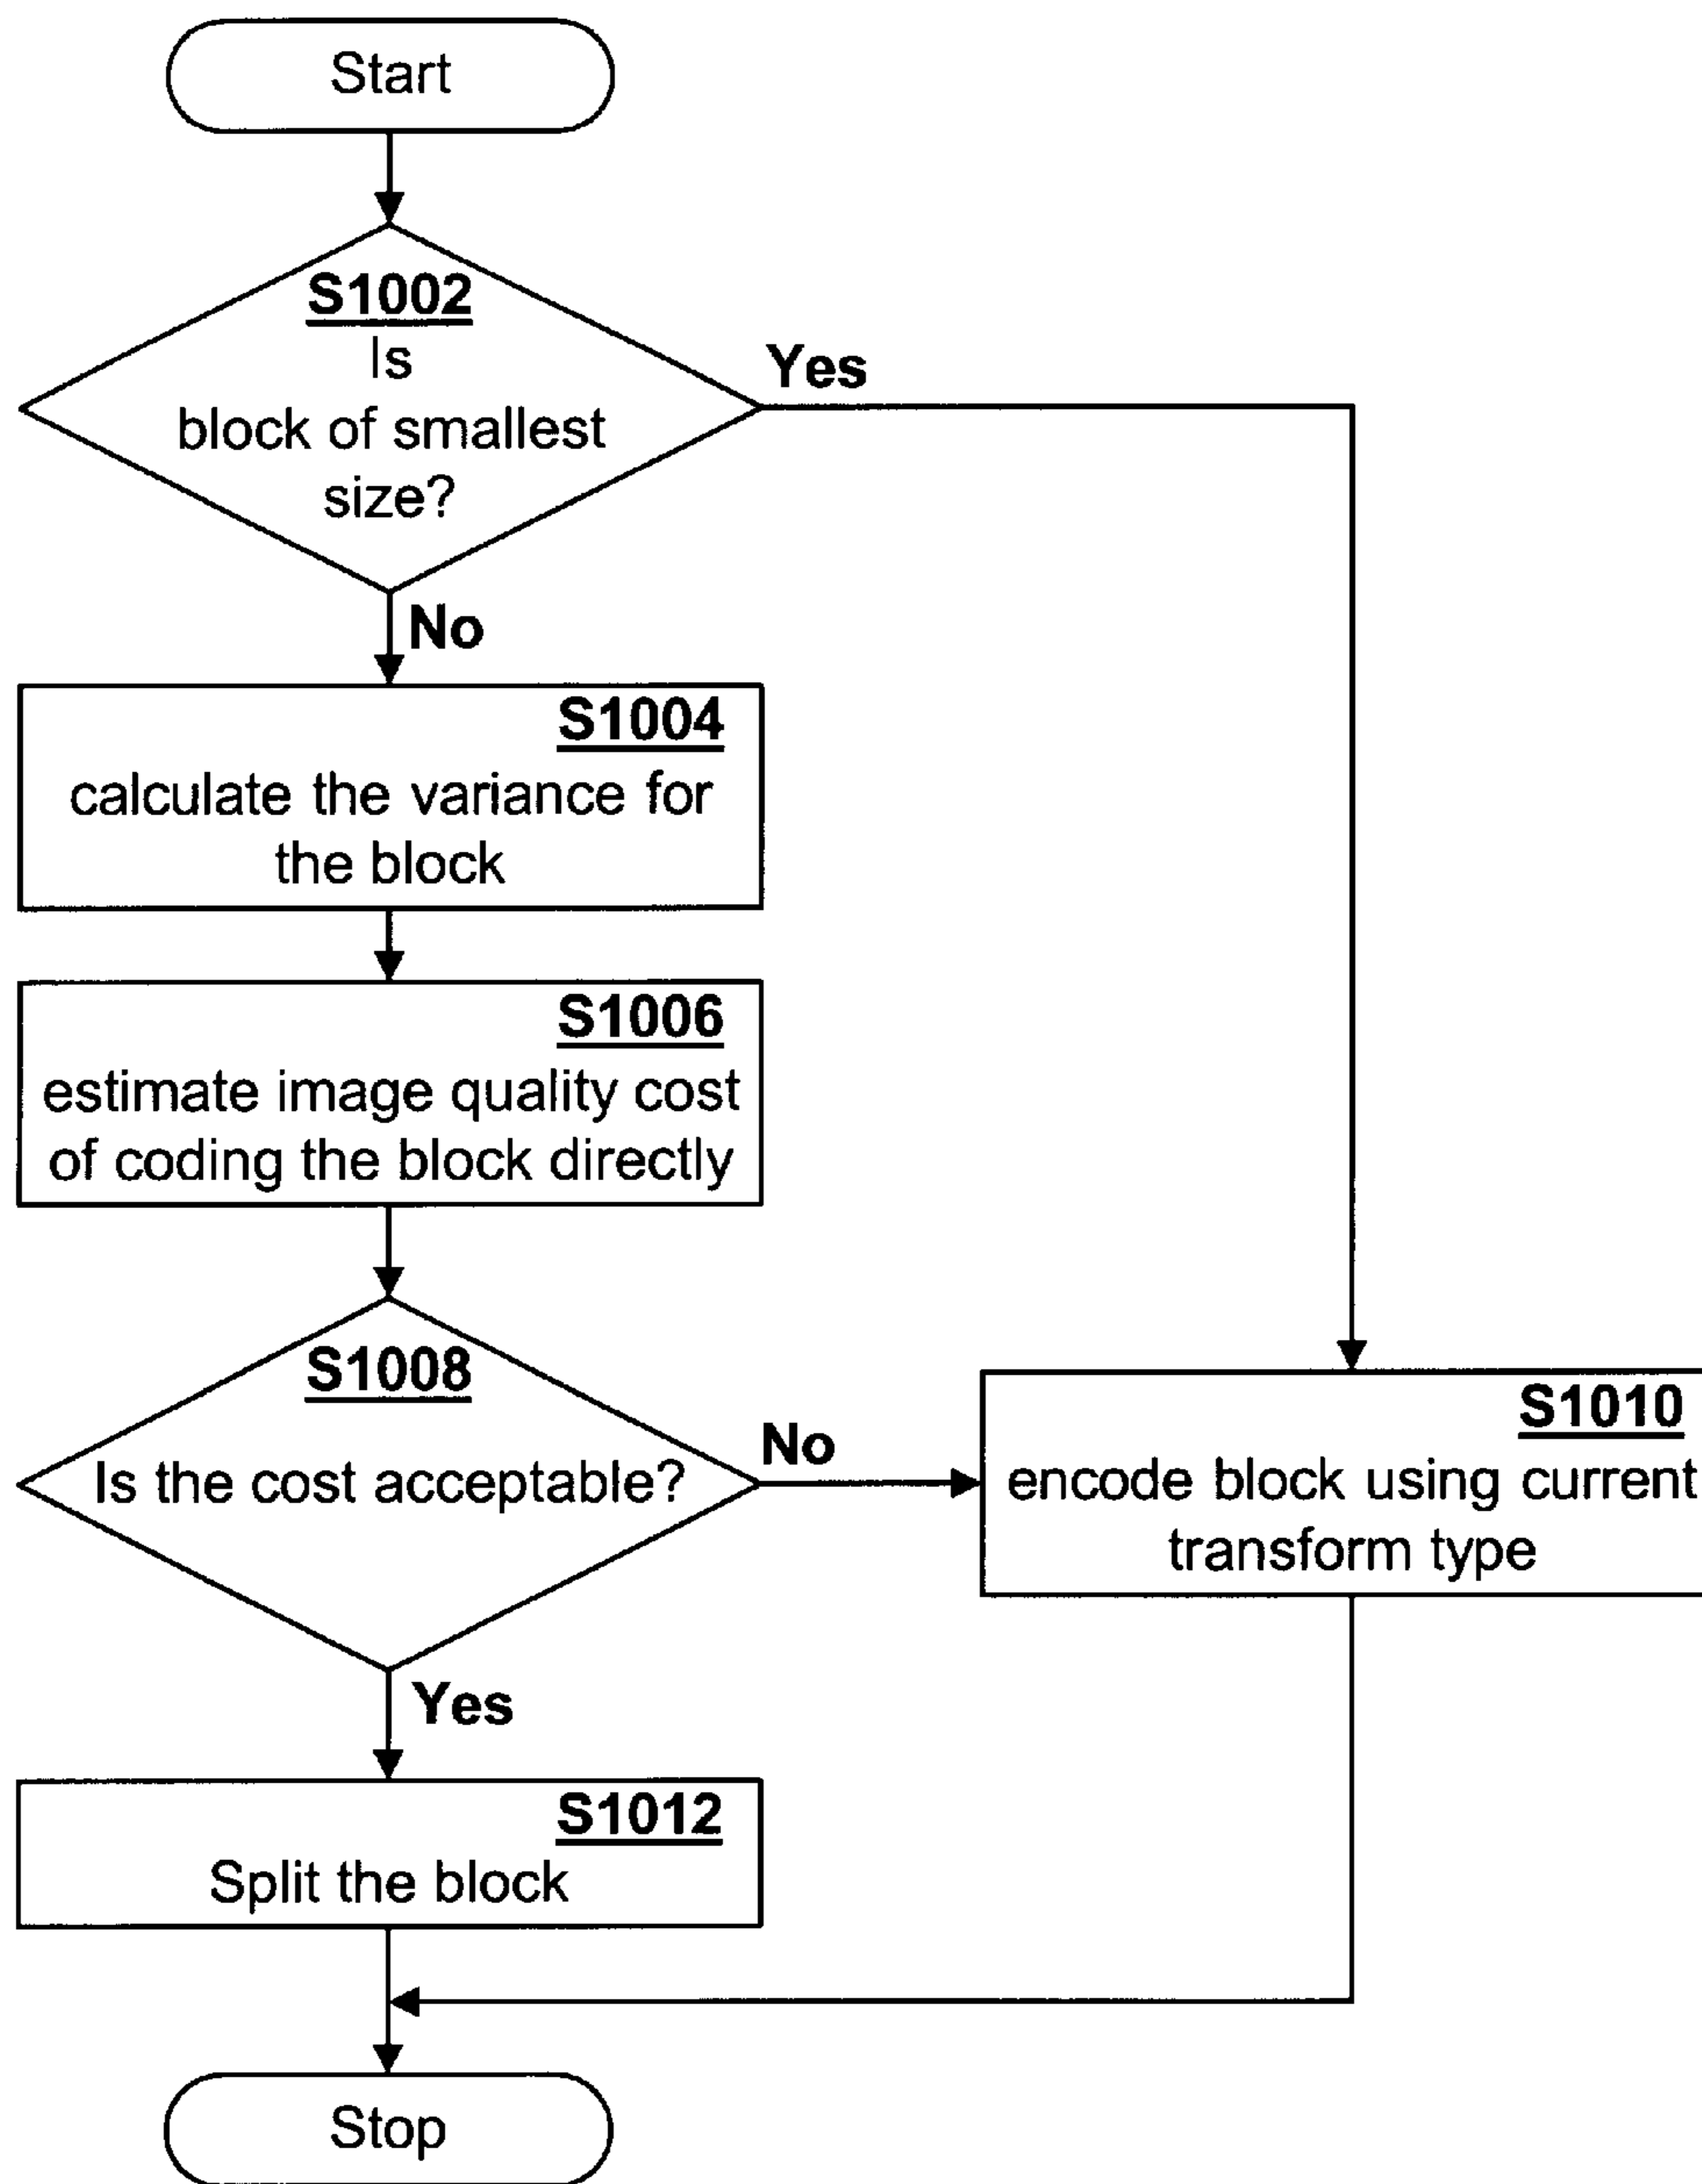 Start
S1002
Is
block of smallest
size?
Yes
No
S1004
calculate the variance for
the block
S1006
estimate image quality cost
of coding the block directly
S1008
Is the cost acceptable?
No
S1010
encode block using current
transform type
Yes
S1012
Split the block
Stop